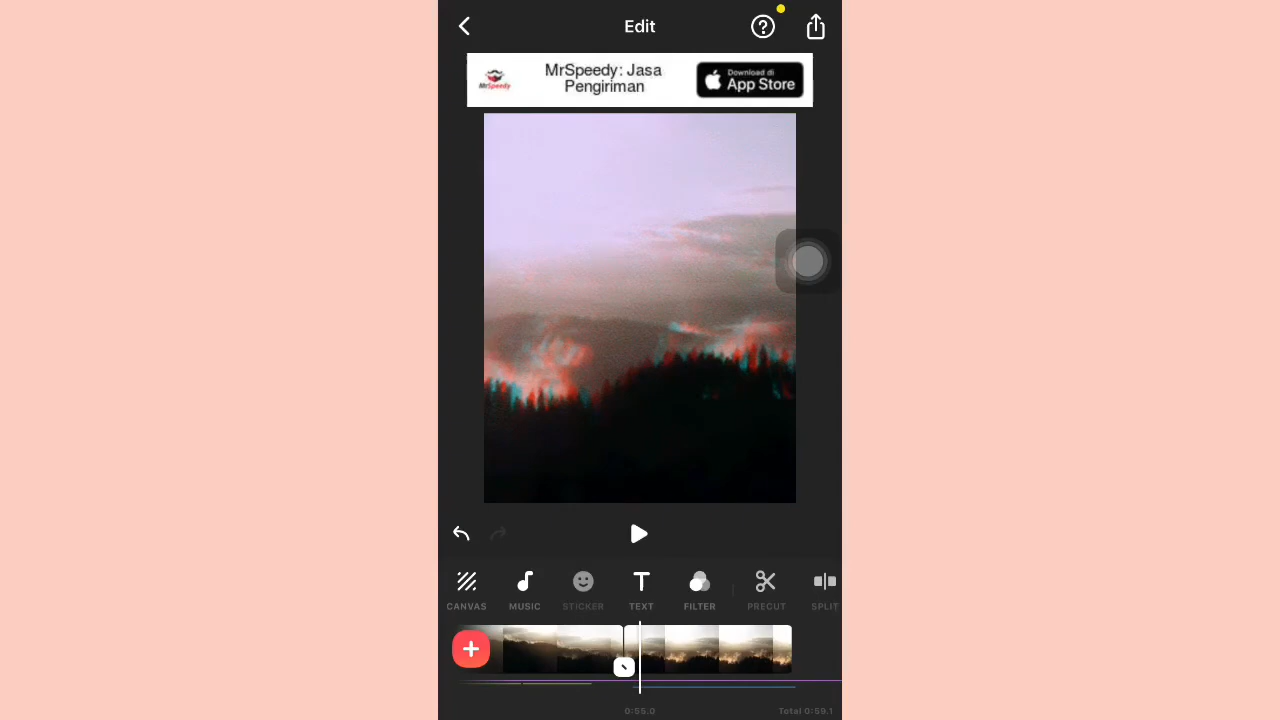 Edit
MrSpeedy: Jasa
Pengiriman
MrSpeedy
Download di
App Store
CANVAS
MUSIC
STICKER
TEXT
FILTER
PRECUT
SPLIT
0:55.0
Total 0:59.1